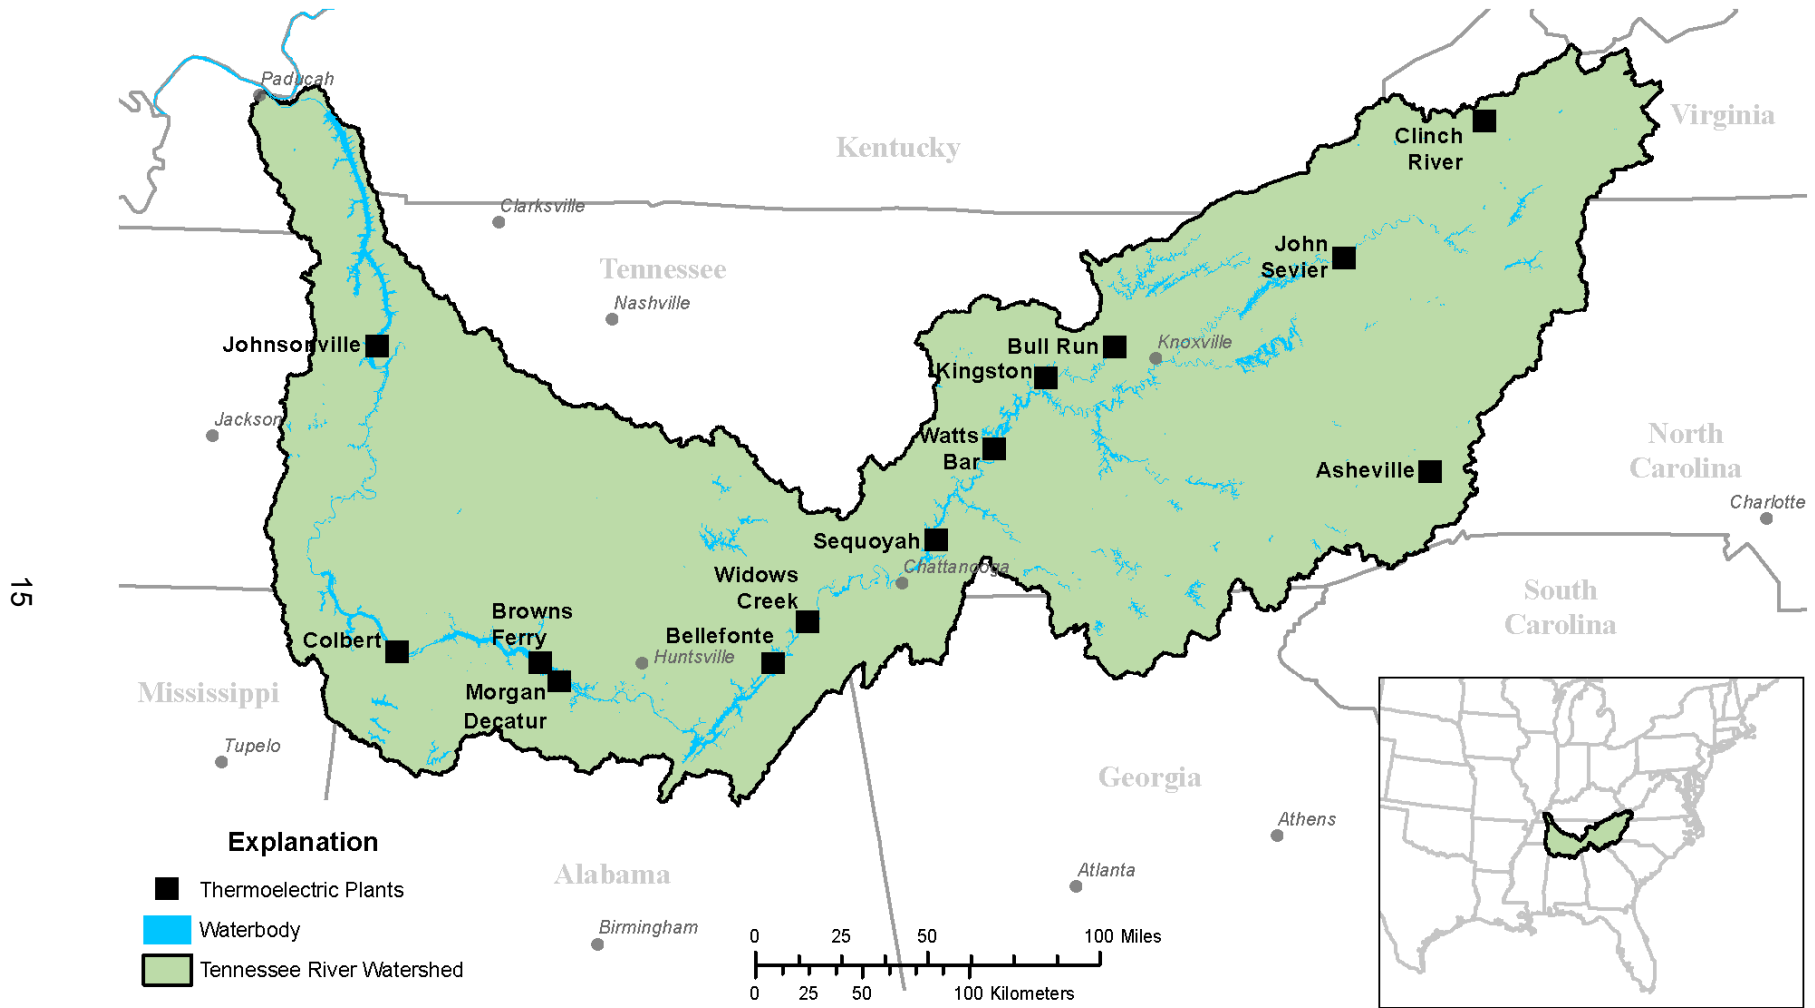 Paducah
Virginia
Clinch
River
Kentucky
Clarksville
John
Sevier
Tennessee
Nashville
Johnsonville
Bull Run
Knoxville
Kingston
Jackson
Watts
Bar
North
Carolina
Asheville
Charlotte
Sequoyah
Chattanooga
Widows
Creek
15
South
Carolina
Browns
Ferry
Colbert
Bellefonte
Huntsville
Morgan
Decatur
Mississippi
Tupelo
Georgia
Athens
Explanation
Alabama
Atlanta
Thermoelectric Plants
Waterbody
Birmingham
Tennessee River Watershed
0 25 50 100 Miles
0 25 50 100 Kilometers